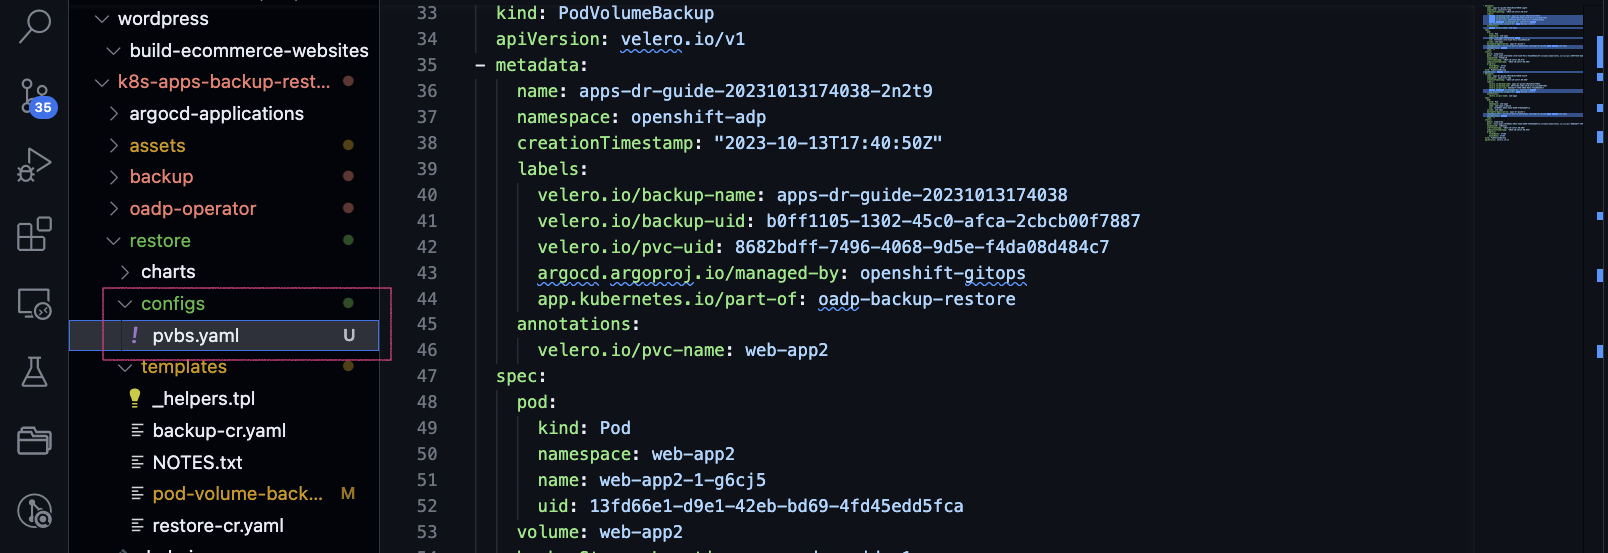 wordpress
build-ecommerce-websites
k8s-apps-backup-rest...
argocd-applications
assets
backup
oadp-operator
restore
charts
configs
! pvbs.yaml U
templates
_helpers.tpl
backup-cr.yaml
NOTES.txt
pod-volume-back... M
restore-cr.yaml
35
33 kind: PodVolumeBackup
34 apiVersion: velero.io/v1
35 – metadata:
36 name: apps-dr-guide-20231013174038-2n2t9
37 namespace: openshift-adp
38 creationTimestamp: "2023-10-13T17:40:50Z"
39 labels:
40 velero.io/backup-name: apps-dr-guide-20231013174038
41 velero.io/backup-uid: b0ff1105-1302-45c0-afca-2cbcb00f7887
42 velero.io/pvc-uid: 8682bdff-7496-4068-9d5e-f4da08d484c7
43 argocd.argoproj.io/managed-by: openshift-gitops
44 app.kubernetes.io/part-of: oadp-backup-restore
45 annotations:
46 velero.io/pvc-name: web-app2
47 spec:
48 pod:
49 kind: Pod
50 namespace: web-app2
51 name: web-app2-1-g6cj5
52 uid: 13fd66e1-d9e1-42eb-bd69-4fd45edd5fca
53 volume: web-app2